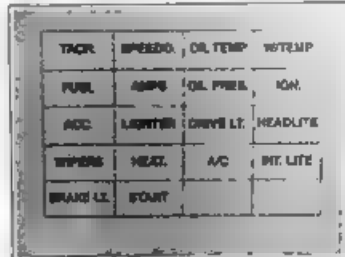 TACH. SPEEDO. OIL TEMP W/TEMP
FUEL AMPS OIL PRES. IGN.
ACC. LIGHTER DRIVE LT. HEADLITE
WIPERS HEAT. A/C INT. LITE
BRAKE LT. START